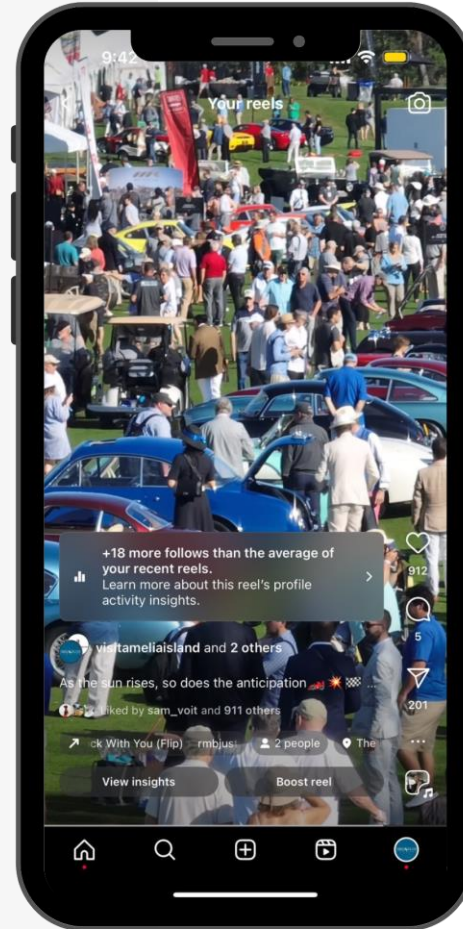 9:42
Your reels
+18 more follows than the average of
your recent reels.
Learn more about this reel's profile
activity insights.
912
5
visitameliaisland and 2 others
As the sun rises, so does the anticipation 🏎️💥🏁 ...
201
Liked by sam_voit and 911 others
ck With You (Flip) rmbjus 2 people The
View insights
Boost reel